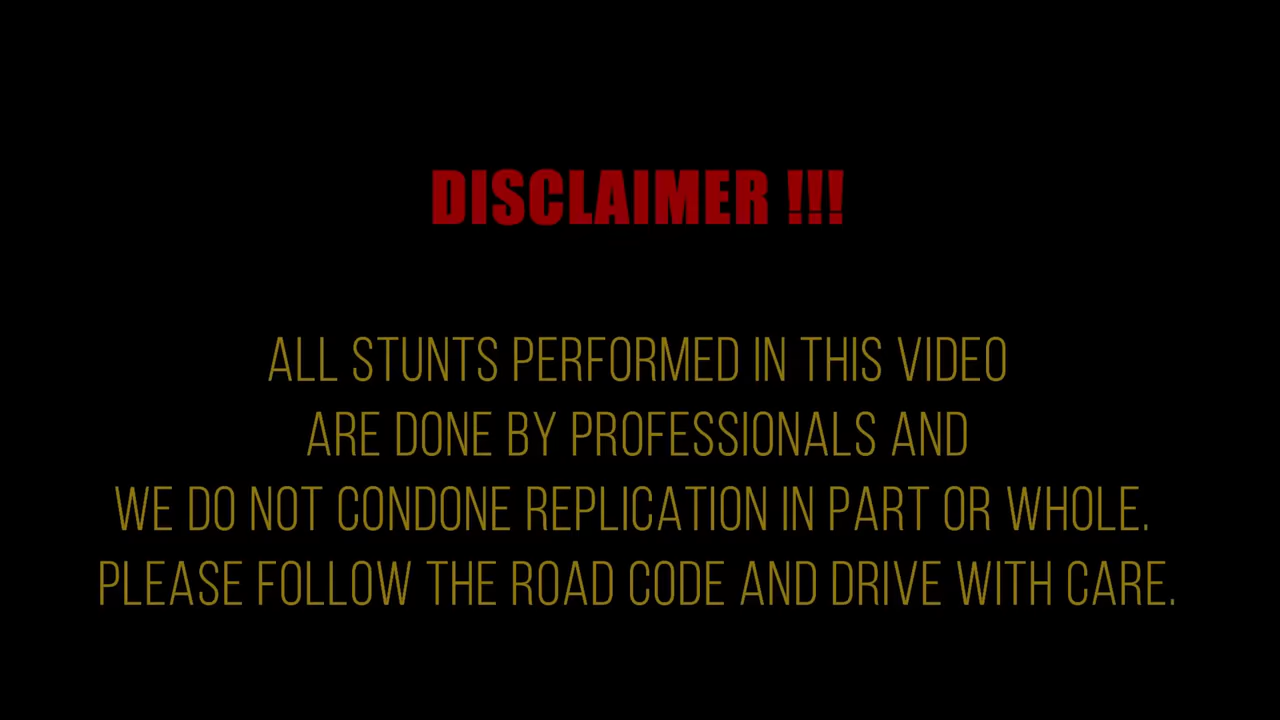 DISCLAIMER !!!
ALL STUNTS PERFORMED IN THIS VIDEO
ARE DONE BY PROFESSIONALS AND
WE DO NOT CONDONE REPLICATION IN PART OR WHOLE.
PLEASE FOLLOW THE ROAD CODE AND DRIVE WITH CARE.